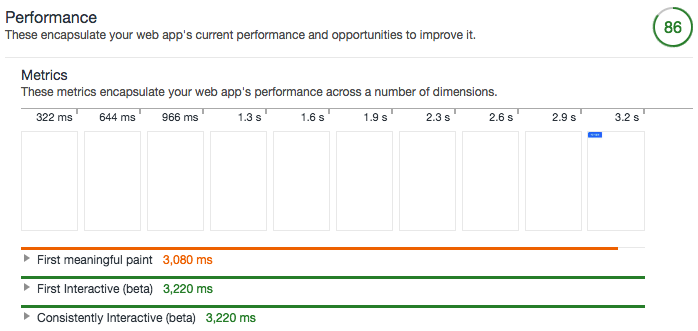 Performance
These encapsulate your web app's current performance and opportunities to improve it.
86
Metrics
These metrics encapsulate your web app's performance across a number of dimensions.
322 ms 644 ms 966 ms 1.3 s 1.6 s 1.9 s 2.3 s 2.6 s 2.9 s 3.2 s
First meaningful paint 3,080 ms
First Interactive (beta) 3,220 ms
Consistently Interactive (beta) 3,220 ms